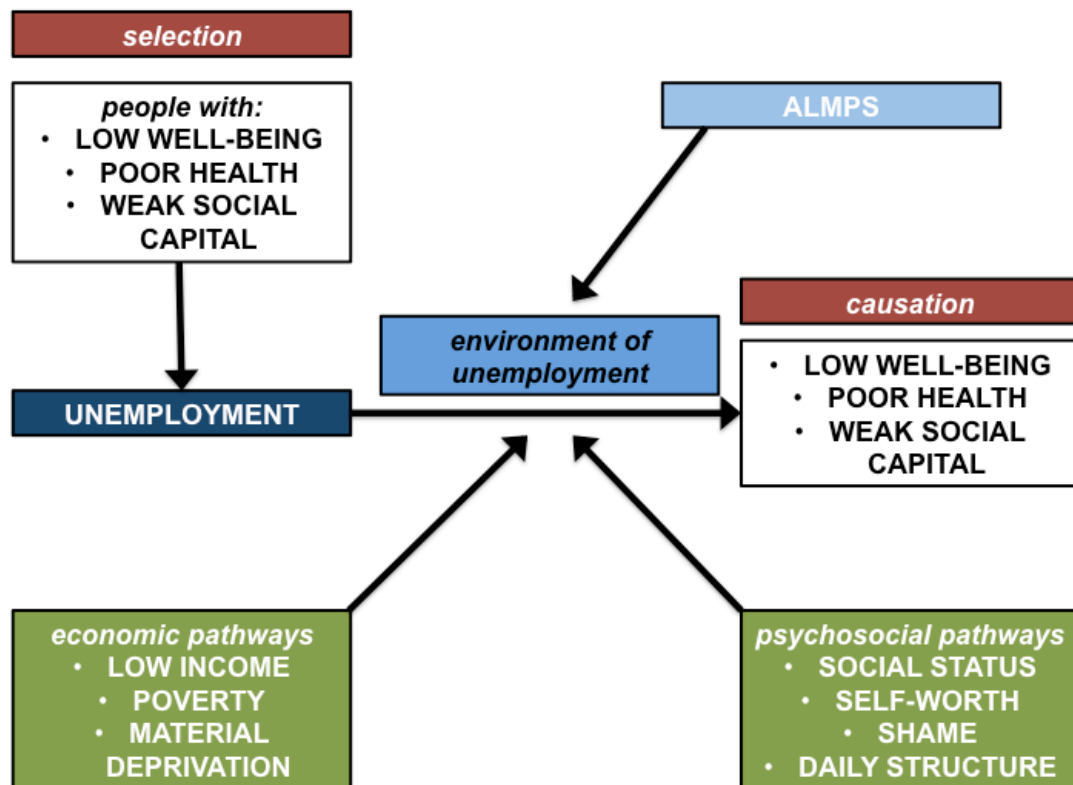 selection
people with:
• LOW WELL-BEING
• POOR HEALTH
• WEAK SOCIAL
CAPITAL
ALMPS
environment of
unemployment
causation
• LOW WELL-BEING
• POOR HEALTH
• WEAK SOCIAL
CAPITAL
UNEMPLOYMENT
economic pathways
• LOW INCOME
• POVERTY
• MATERIAL
DEPRIVATION
psychosocial pathways
• SOCIAL STATUS
• SELF-WORTH
• SHAME
• DAILY STRUCTURE